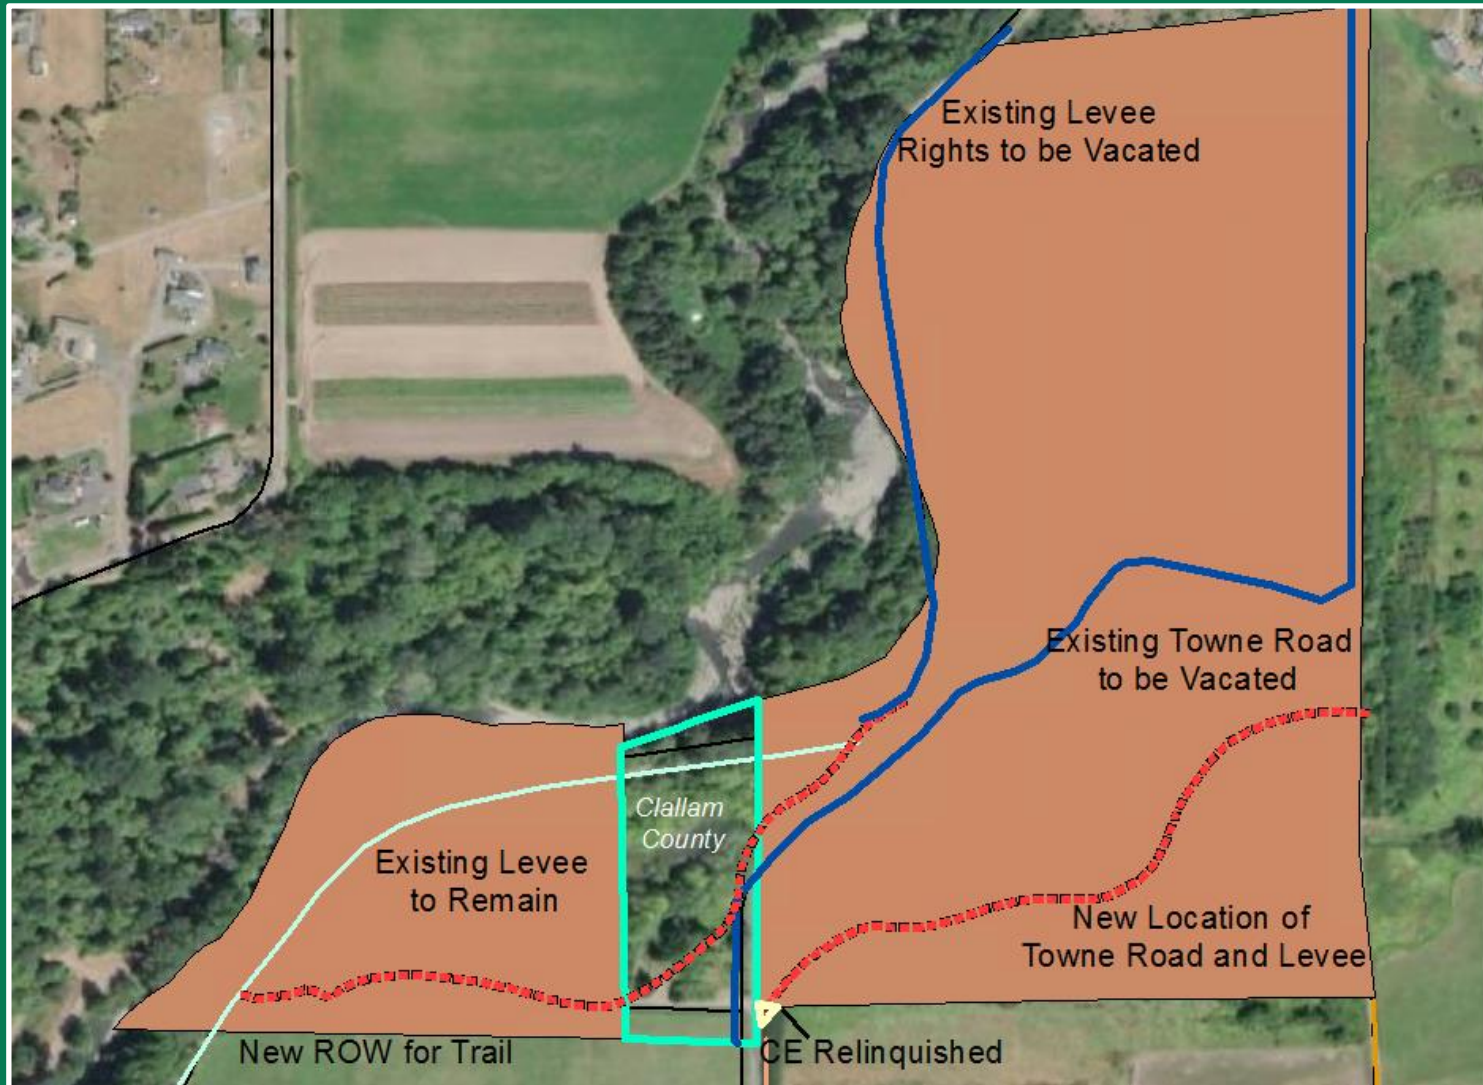 Existing Levee
Rights to be Vacated
Existing Towne Road
to be Vacated
Clallam
County
Existing Levee
to Remain
New Location of
Towne Road and Levee
New ROW for Trail
CE Relinquished